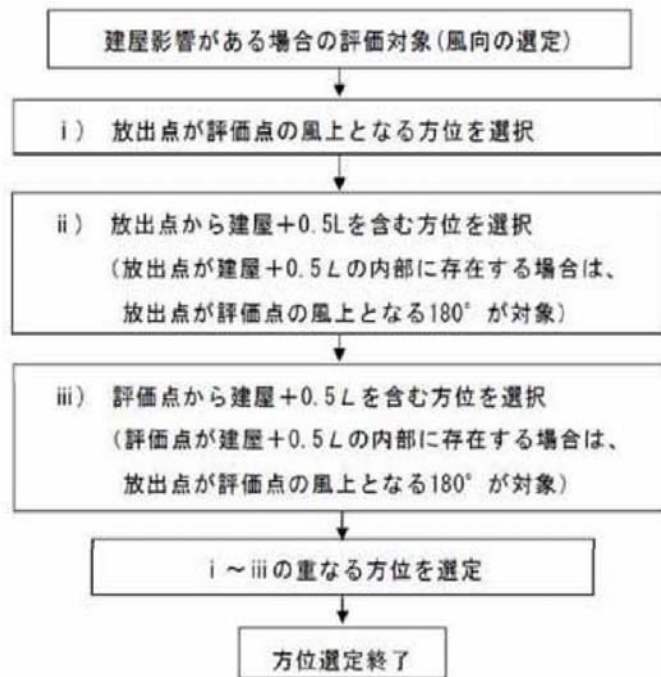 建屋影響がある場合の評価対象(風向の選定)
ⅰ) 放出点が評価点の風上となる方位を選択
ⅱ) 放出点から建屋+0.5Lを含む方位を選択
(放出点が建屋+0.5Lの内部に存在する場合は、
放出点が評価点の風上となる180°が対象)
ⅲ) 評価点から建屋+0.5Lを含む方位を選択
(評価点が建屋+0.5Lの内部に存在する場合は、
放出点が評価点の風上となる180°が対象)
ⅰ~ⅲの重なる方位を選定
方位選定終了